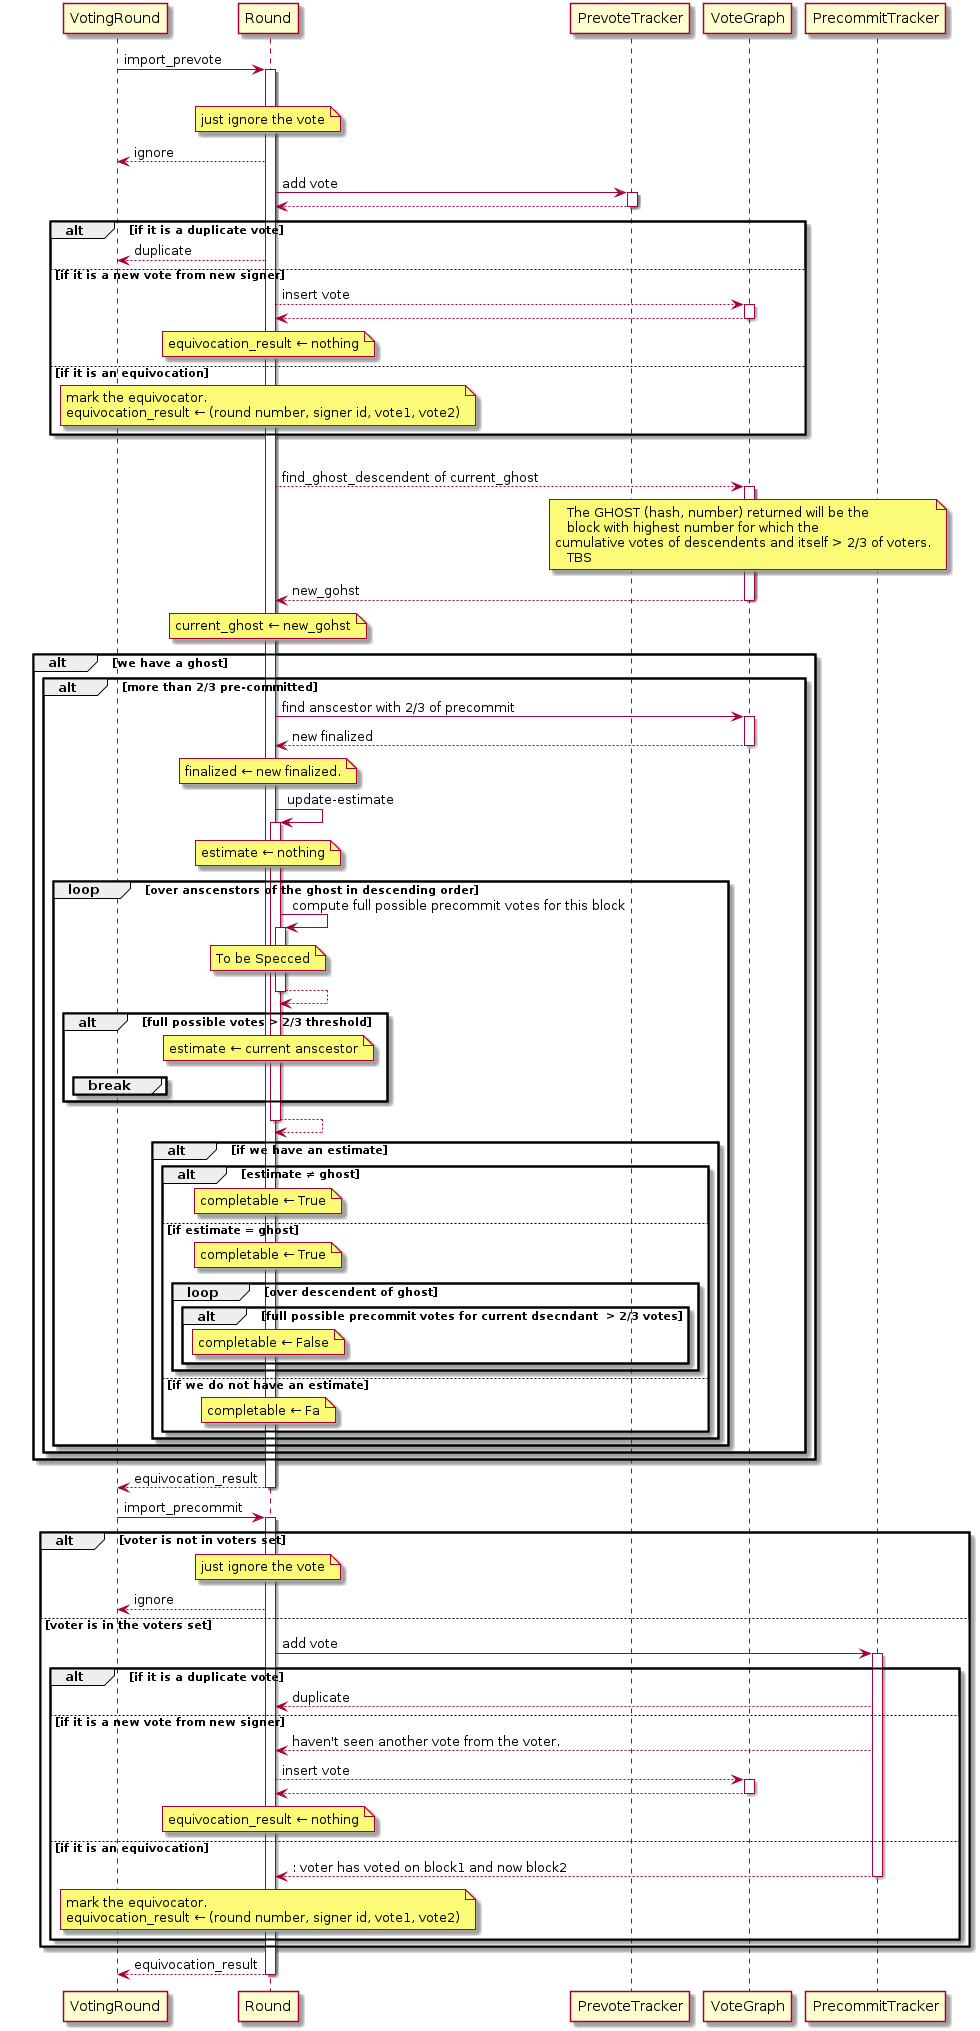 VotingRound
Round
PrevoteTracker
VoteGraph
PrecommitTracker
import_prevote
just ignore the vote
ignore
add vote
alt
[if it is a duplicate vote]
duplicate
[if it is a new vote from new signer]
insert vote
equivocation_result ← nothing
[if it is an equivocation]
mark the equivocator.
equivocation_result ← (round number, signer id, vote1, vote2)
find_ghost_descendent of current_ghost
The GHOST (hash, number) returned will be the
block with highest number for which the
cumulative votes of descendents and itself > 2/3 of voters.
TBS
new_gohst
current_ghost ← new_gohst
alt
[we have a ghost]
alt
[more than 2/3 pre-committed]
find anscestor with 2/3 of precommit
new finalized
finalized ← new finalized.
update-estimate
estimate ← nothing
loop
[over anscenstors of the ghost in descending order]
compute full possible precommit votes for this block
To be Specced
alt
[full possible votes > 2/3 threshold]
estimate ← current anscestor
break
alt
[if we have an estimate]
alt
[estimate ≠ ghost]
completable ← True
[if estimate = ghost]
completable ← True
loop
[over descendent of ghost]
alt
[full possible precommit votes for current dsecndant  > 2/3 votes]
completable ← False
[if we do not have an estimate]
completable ← Fa
equivocation_result
import_precommit
alt
[voter is not in voters set]
just ignore the vote
ignore
[voter is in the voters set]
add vote
alt
[if it is a duplicate vote]
duplicate
[if it is a new vote from new signer]
haven't seen another vote from the voter.
insert vote
equivocation_result ← nothing
[if it is an equivocation]
: voter has voted on block1 and now block2
mark the equivocator.
equivocation_result ← (round number, signer id, vote1, vote2)
equivocation_result
VotingRound
Round
PrevoteTracker
VoteGraph
PrecommitTracker